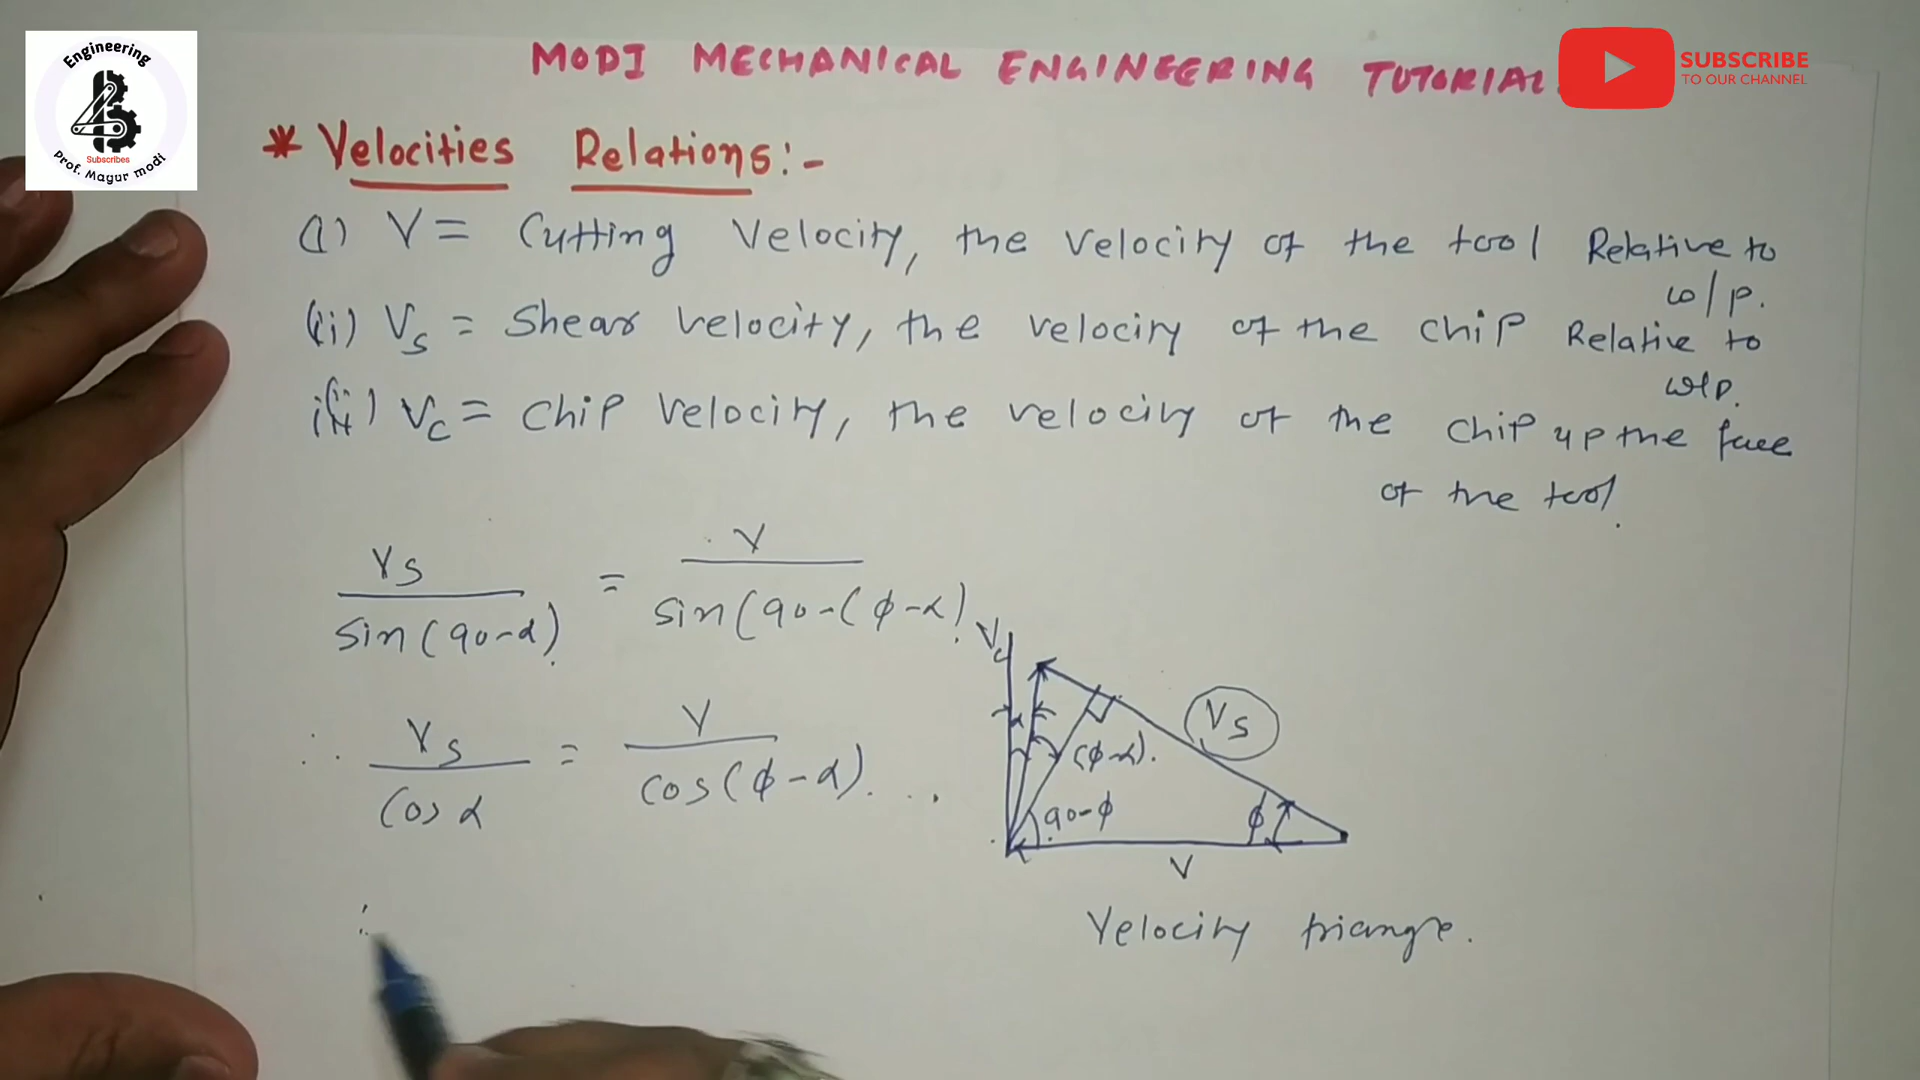 Engineering
Subscribes
Prof. Mayur modi
MODI MECHANICAL ENGINEERING TUTORIAL
SUBSCRIBE
TO OUR CHANNEL
* Velocities Relations:-
(i) V = Cutting Velocity, the velocity of the tool Relative to
w/p.
(ii) Vs = Shear velocity, the velocity of the chip Relative to
w/p.
(iii) Vc = Chip velocity, the velocity of the chip up the face
of the tool.
Vs / sin(90-α) = V / sin(90-(φ-α)
∴ Vs / cos α = V / cos(φ-α). ..
Vc
α
Vs
(φ-α).
90-φ
φ
V
Velocity triangle.
∴